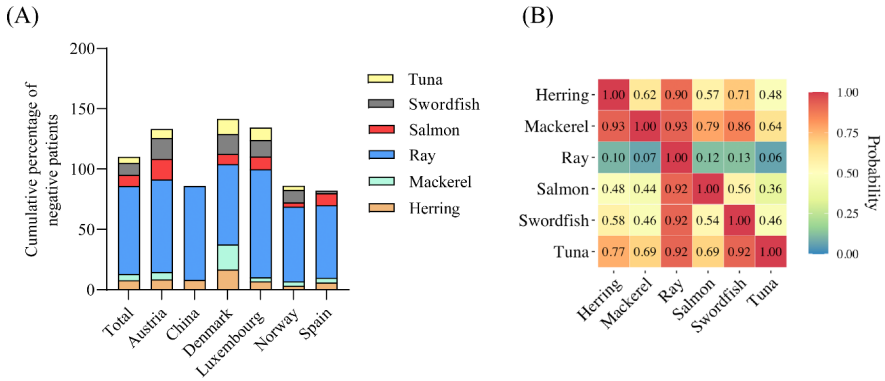 (A)
Cumulative percentage of
negative patients
200
150
100
50
0
Total
Austria
China
Denmark
Luxembourg
Norway
Spain
Tuna
Swordfish
Salmon
Ray
Mackerel
Herring
(B)
Herring 1.00 0.62 0.90 0.57 0.71 0.48
Mackerel 0.93 1.00 0.93 0.79 0.86 0.64
Ray 0.10 0.07 1.00 0.12 0.13 0.06
Salmon 0.48 0.44 0.92 1.00 0.56 0.36
Swordfish 0.58 0.46 0.92 0.54 1.00 0.46
Tuna 0.77 0.69 0.92 0.69 0.92 1.00
Herring
Mackerel
Ray
Salmon
Swordfish
Tuna
1.00
0.75
0.50
0.25
0.00
Probability